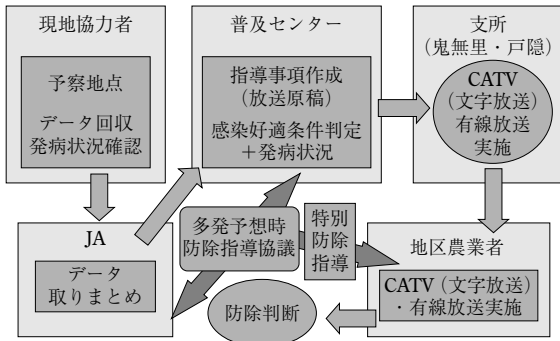 現地協力者
予察地点
データ回収
発病状況確認
普及センター
指導事項作成
(放送原稿)
感染好適条件判定
+発病状況
支所
(鬼無里・戸隠)
CATV
(文字放送)
有線放送
実施
JA
データ
取りまとめ
多発予想時
防除指導協議
特別
防除
指導
地区農業者
CATV(文字放送)
・有線放送実施
防除判断